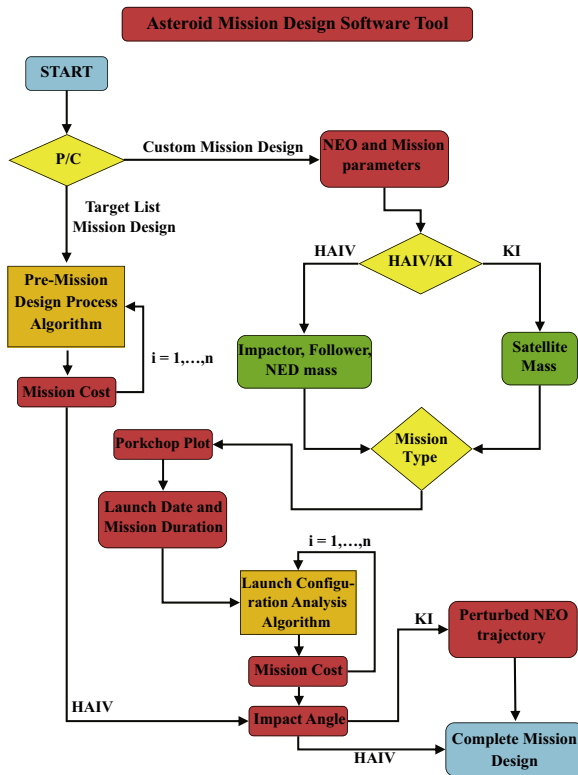 Asteroid Mission Design Software Tool
START
P/C
Custom Mission Design
NEO and Mission
parameters
Target List
Mission Design
HAIV
HAIV/KI
KI
Pre-Mission
Design Process
Algorithm
i = 1,...,n
Mission Cost
Impactor, Follower,
NED mass
Satellite
Mass
Mission
Type
Porkchop Plot
Launch Date and
Mission Duration
i = 1,...,n
Launch Configu-
ration Analysis
Algorithm
Mission Cost
KI
Perturbed NEO
trajectory
HAIV
Impact Angle
HAIV
Complete Mission
Design